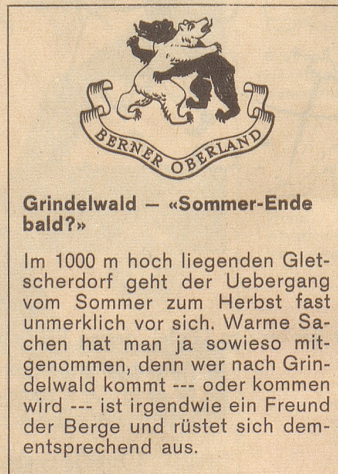 BERNER OBERLAND
Grindelwald – «Sommer-Ende
bald?»
Im 1000 m hoch liegenden Glet-
scherdorf geht der Uebergang
vom Sommer zum Herbst fast
unmerklich vor sich. Warme Sa-
chen hat man ja sowieso mit-
genommen, denn wer nach Grin-
delwald kommt --- oder kommen
wird --- ist irgendwie ein Freund
der Berge und rüstet sich dem-
entsprechend aus.